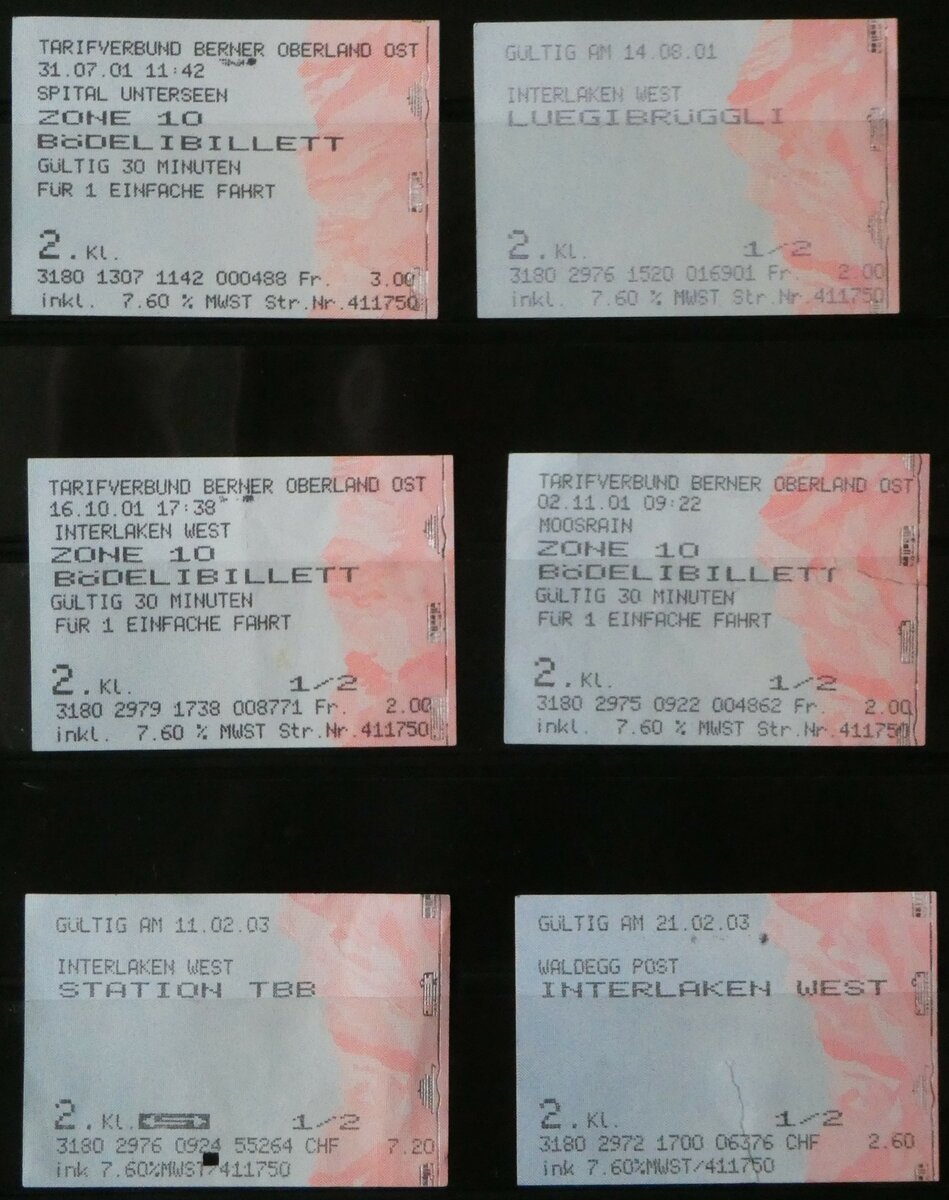 TARIFVERBUND BERNER OBERLAND OST
31.07.01 11:42
SPITAL UNTERSEEN
ZONE 10
BöDELIBILLETT
GüLTIG 30 MINUTEN
FüR 1 EINFACHE FAHRT
2. Kl.
3180 1307 1142 000488 Fr. 3.00
inkl. 7.60 % MWST Str.Nr.411750
GüLTIG AM 14.08.01
INTERLAKEN WEST
LUEGIBRüGGLI
2. Kl. 1/2
3180 2976 1520 016901 Fr. 2.00
inkl. 7.60 % MWST Str.Nr.411750
TARIFVERBUND BERNER OBERLAND OST
16.10.01 17:38
INTERLAKEN WEST
ZONE 10
BöDELIBILLETT
GüLTIG 30 MINUTEN
FüR 1 EINFACHE FAHRT
2. Kl. 1/2
3180 2979 1738 008771 Fr. 2.00
inkl. 7.60 % MWST Str.Nr.411750
TARIFVERBUND BERNER OBERLAND OST
02.11.01 09:22
MOOSRAIN
ZONE 10
BöDELIBILLETT
GüLTIG 30 MINUTEN
FüR 1 EINFACHE FAHRT
2. Kl. 1/2
3180 2975 0922 004862 Fr. 2.00
inkl. 7.60 % MWST Str.Nr.411750
GüLTIG AM 11.02.03
INTERLAKEN WEST
STATION TBB
2. Kl. 1/2
3180 2976 0924 55264 CHF 7.20
ink 7.60%MWST/411750
GüLTIG AM 21.02.03
WALDEGG POST
INTERLAKEN WEST
2. Kl. 1/2
3180 2972 1700 06376 CHF 2.60
ink 7.60%MWST/411750